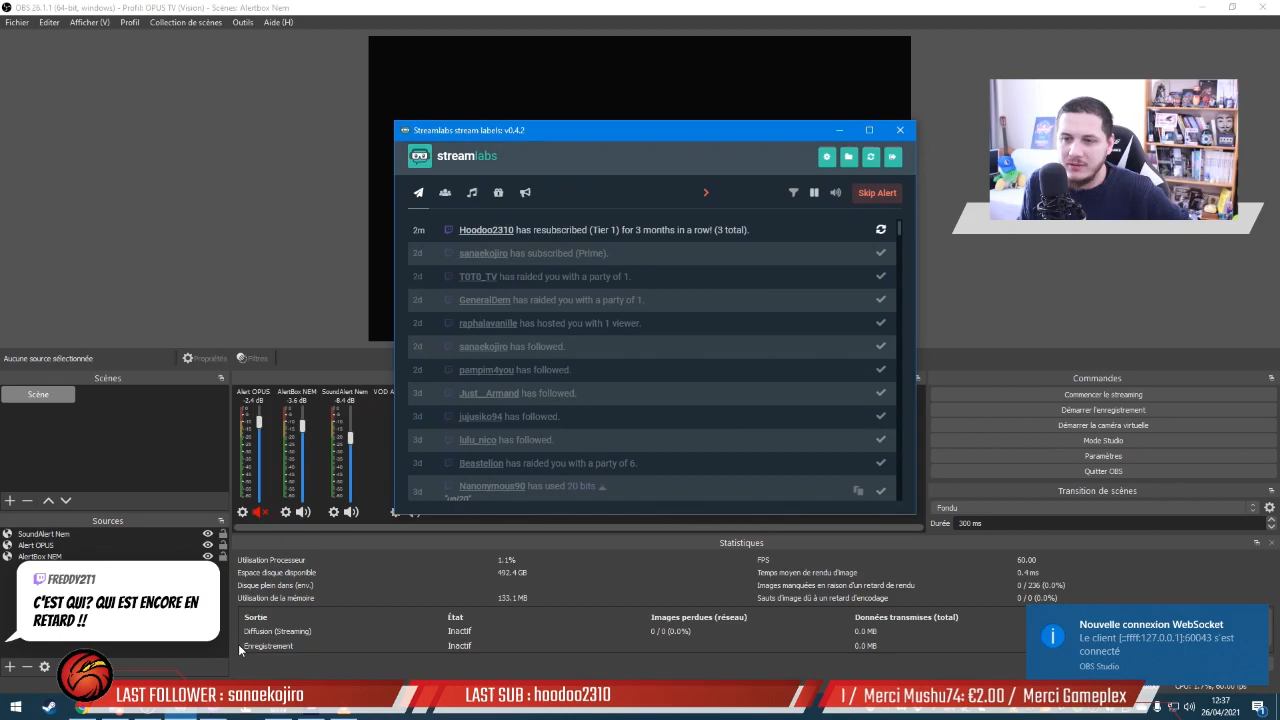 OBS 26.1.1 (64-bit, windows) - Profil: OPUS TV (Vision) - Scènes: Alertbox Nem
Fichier Editer Afficher (V) Profil Collection de scènes Outils Aide (H)
Streamlabs stream labels: v0.4.2
streamlabs
Skip Alert
2m Hoodoo2310 has resubscribed (Tier 1) for 3 months in a row! (3 total).
2d sanaekojiro has subscribed (Prime).
2d T0T0_TV has raided you with a party of 1.
2d GeneralDem has raided you with a party of 1.
2d raphalavanille has hosted you with 1 viewer.
2d sanaekojiro has followed.
2d pampim4you has followed.
3d Just__Armand has followed.
3d jujusiko94 has followed.
3d lulu_nico has followed.
3d Beastelion has raided you with a party of 6.
3d Nanonymous90 has used 20 bits
Aucune source sélectionnée Propriétés Filtres
Scènes
Scène
Alert OPUS AlertBox NEM SoundAlert Nem VOD A
-2.4 dB -3.6 dB -8.4 dB
Commandes
Commencer le streaming
Démarrer l'enregistrement
Démarrer la caméra virtuelle
Mode Studio
Paramètres
Quitter OBS
Transition de scènes
Fondu
Durée 300 ms
Sources
SoundAlert Nem
Alert OPUS
AlertBox NEM
Statistiques
Utilisation Processeur 1.1% FPS 60.00
Espace disque disponible 492.4 GB Temps moyen de rendu d'image 0.4 ms
Disque plein dans (env.) Images manquées en raison d'un retard de rendu 0 / 236 (0.0%)
Utilisation de la mémoire 133.1 MB Sauts d'image dû à un retard d'encodage 0 / 0 (0.0%)
Sortie État Images perdues (réseau) Données transmises (total)
Diffusion (Streaming) Inactif 0 / 0 (0.0%) 0.0 MB
Enregistrement Inactif 0.0 MB
FREDDY2T1
C'EST QUI? QUI EST ENCORE EN
RETARD !!
Nouvelle connexion WebSocket
Le client [::ffff:127.0.0.1]:60043 s'est
connecté
OBS Studio
LAST FOLLOWER : sanaekojiro LAST SUB : hoodoo2310 / Merci Mushu74: €2.00 / Merci Gameplex
12:37
26/04/2021